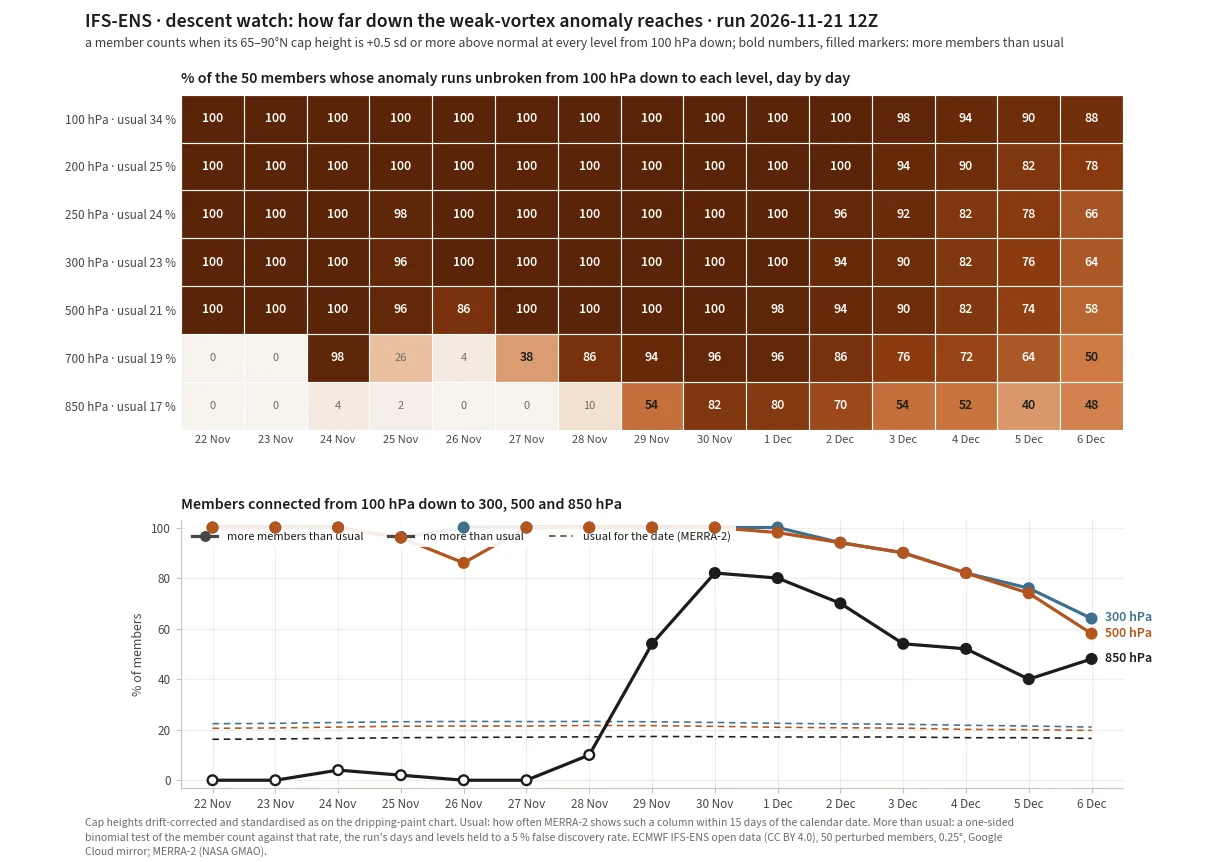 IFS-ENS · descent watch: how far down the weak-vortex anomaly reaches · run 2026-11-21 12Z
a member counts when its 65–90°N cap height is +0.5 sd or more above normal at every level from 100 hPa down; bold numbers, filled markers: more members than usual
% of the 50 members whose anomaly runs unbroken from 100 hPa down to each level, day by day
100 hPa · usual 34 % 100 100 100 100 100 100 100 100 100 100 100 98 94 90 88
200 hPa · usual 25 % 100 100 100 100 100 100 100 100 100 100 100 94 90 82 78
250 hPa · usual 24 % 100 100 100 98 100 100 100 100 100 100 96 92 82 78 66
300 hPa · usual 23 % 100 100 100 96 100 100 100 100 100 100 94 90 82 76 64
500 hPa · usual 21 % 100 100 100 96 86 100 100 100 100 98 94 90 82 74 58
700 hPa · usual 19 % 0 0 98 26 4 38 86 94 96 96 86 76 72 64 50
850 hPa · usual 17 % 0 0 4 2 0 0 10 54 82 80 70 54 52 40 48
22 Nov 23 Nov 24 Nov 25 Nov 26 Nov 27 Nov 28 Nov 29 Nov 30 Nov 1 Dec 2 Dec 3 Dec 4 Dec 5 Dec 6 Dec
Members connected from 100 hPa down to 300, 500 and 850 hPa
more members than usual no more than usual usual for the date (MERRA-2)
% of members
100
80
60
40
20
0
300 hPa
500 hPa
850 hPa
22 Nov 23 Nov 24 Nov 25 Nov 26 Nov 27 Nov 28 Nov 29 Nov 30 Nov 1 Dec 2 Dec 3 Dec 4 Dec 5 Dec 6 Dec
Cap heights drift-corrected and standardised as on the dripping-paint chart. Usual: how often MERRA-2 shows such a column within 15 days of the calendar date. More than usual: a one-sided
binomial test of the member count against that rate, the run's days and levels held to a 5 % false discovery rate. ECMWF IFS-ENS open data (CC BY 4.0), 50 perturbed members, 0.25°, Google
Cloud mirror; MERRA-2 (NASA GMAO).